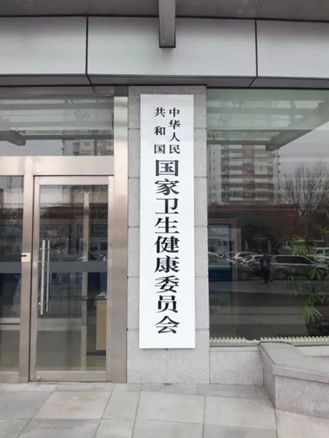 中华人民
共和国
国家卫生健康委员会